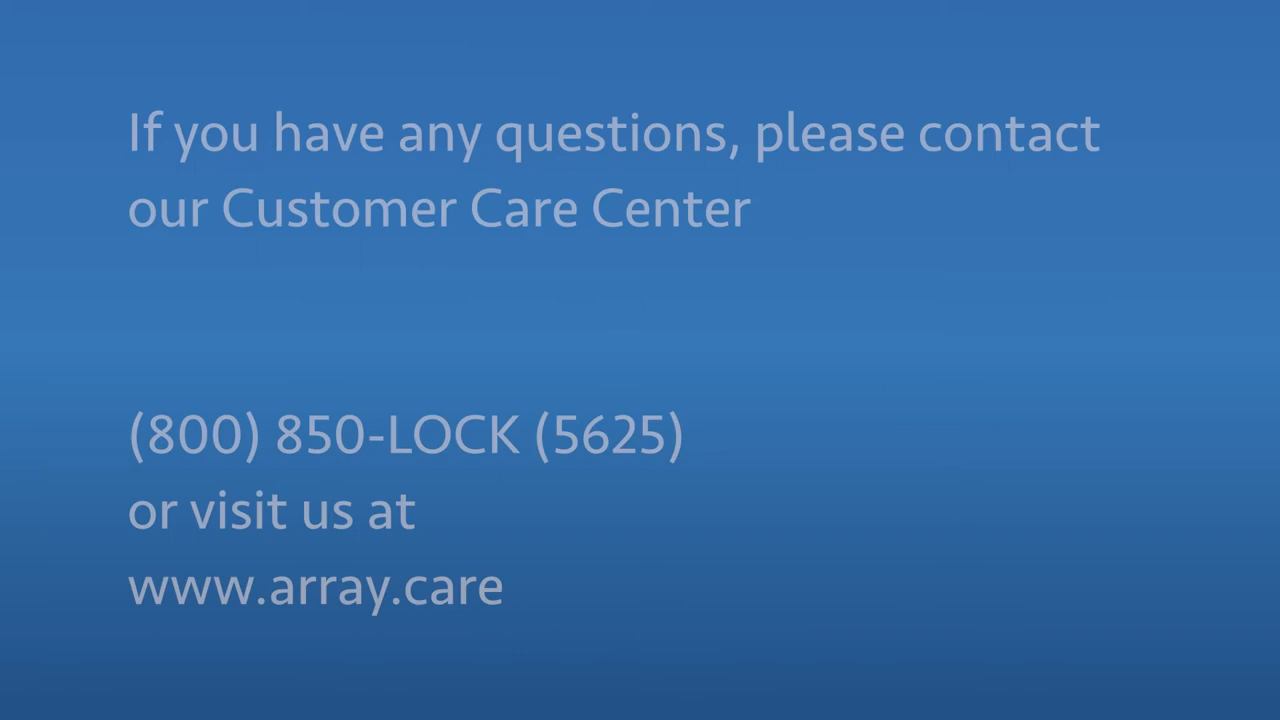 If you have any questions, please contact
our Customer Care Center
(800) 850-LOCK (5625)
or visit us at
www.array.care